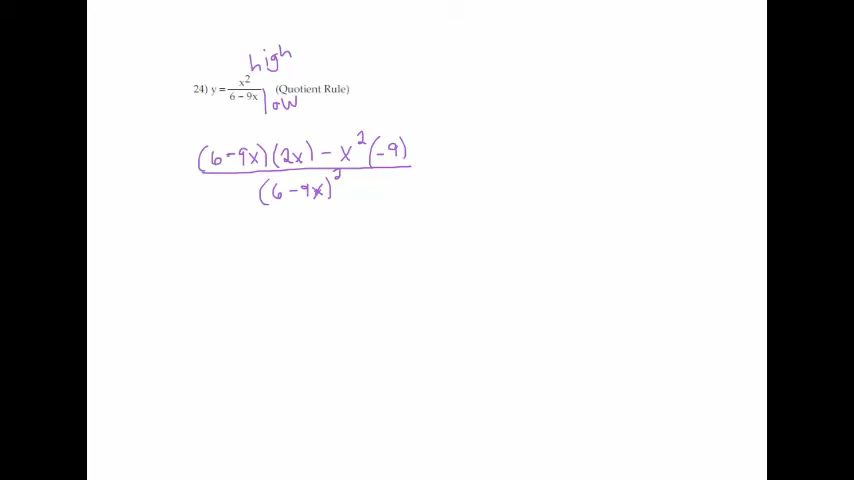 high
24) y = x² / (6 − 9x) (Quotient Rule)
low
(6-9x)(2x) - x²(-9)
(6-9x)²